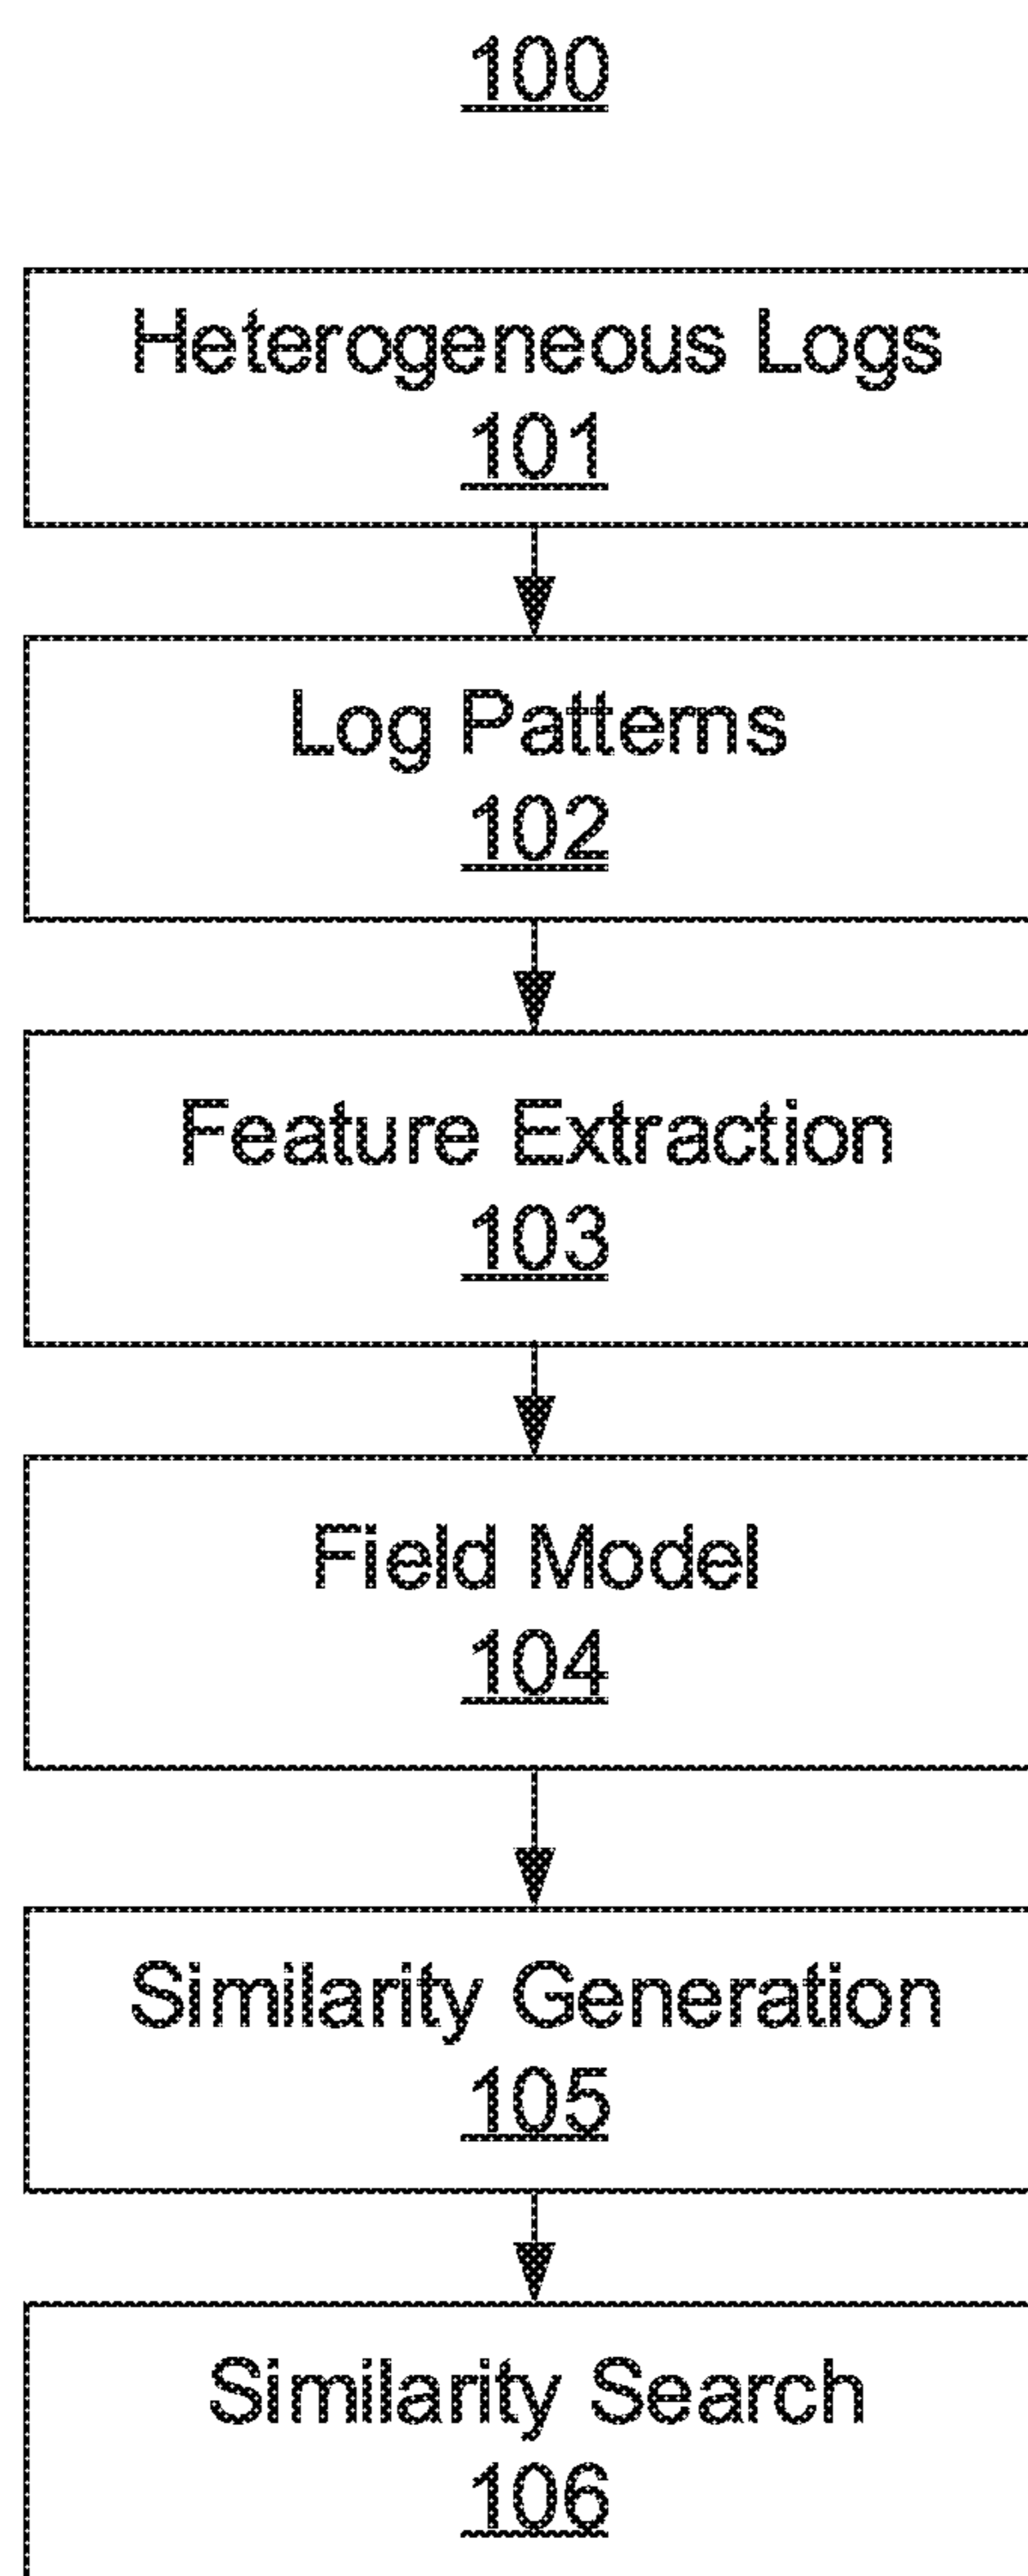 100
Heterogeneous Logs
101
Log Patterns
102
Feature Extraction
103
Field Model
104
Similarity Generation
105
Similarity Search
106